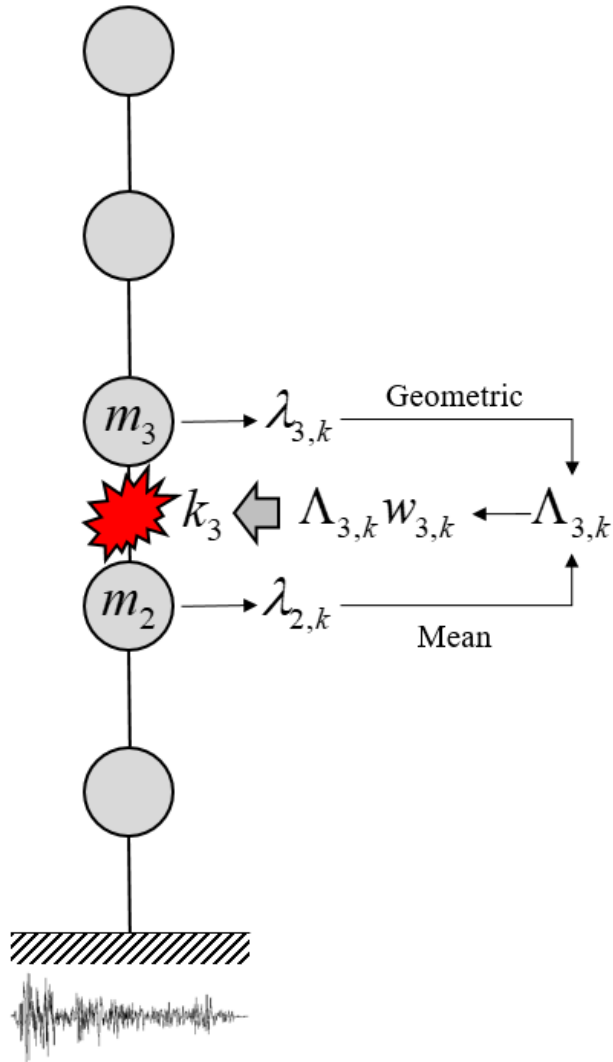 Geometric
m₃ λ₃,ₖ
k₃ Λ₃,ₖ w₃,ₖ Λ₃,ₖ
m₂ λ₂,ₖ
Mean